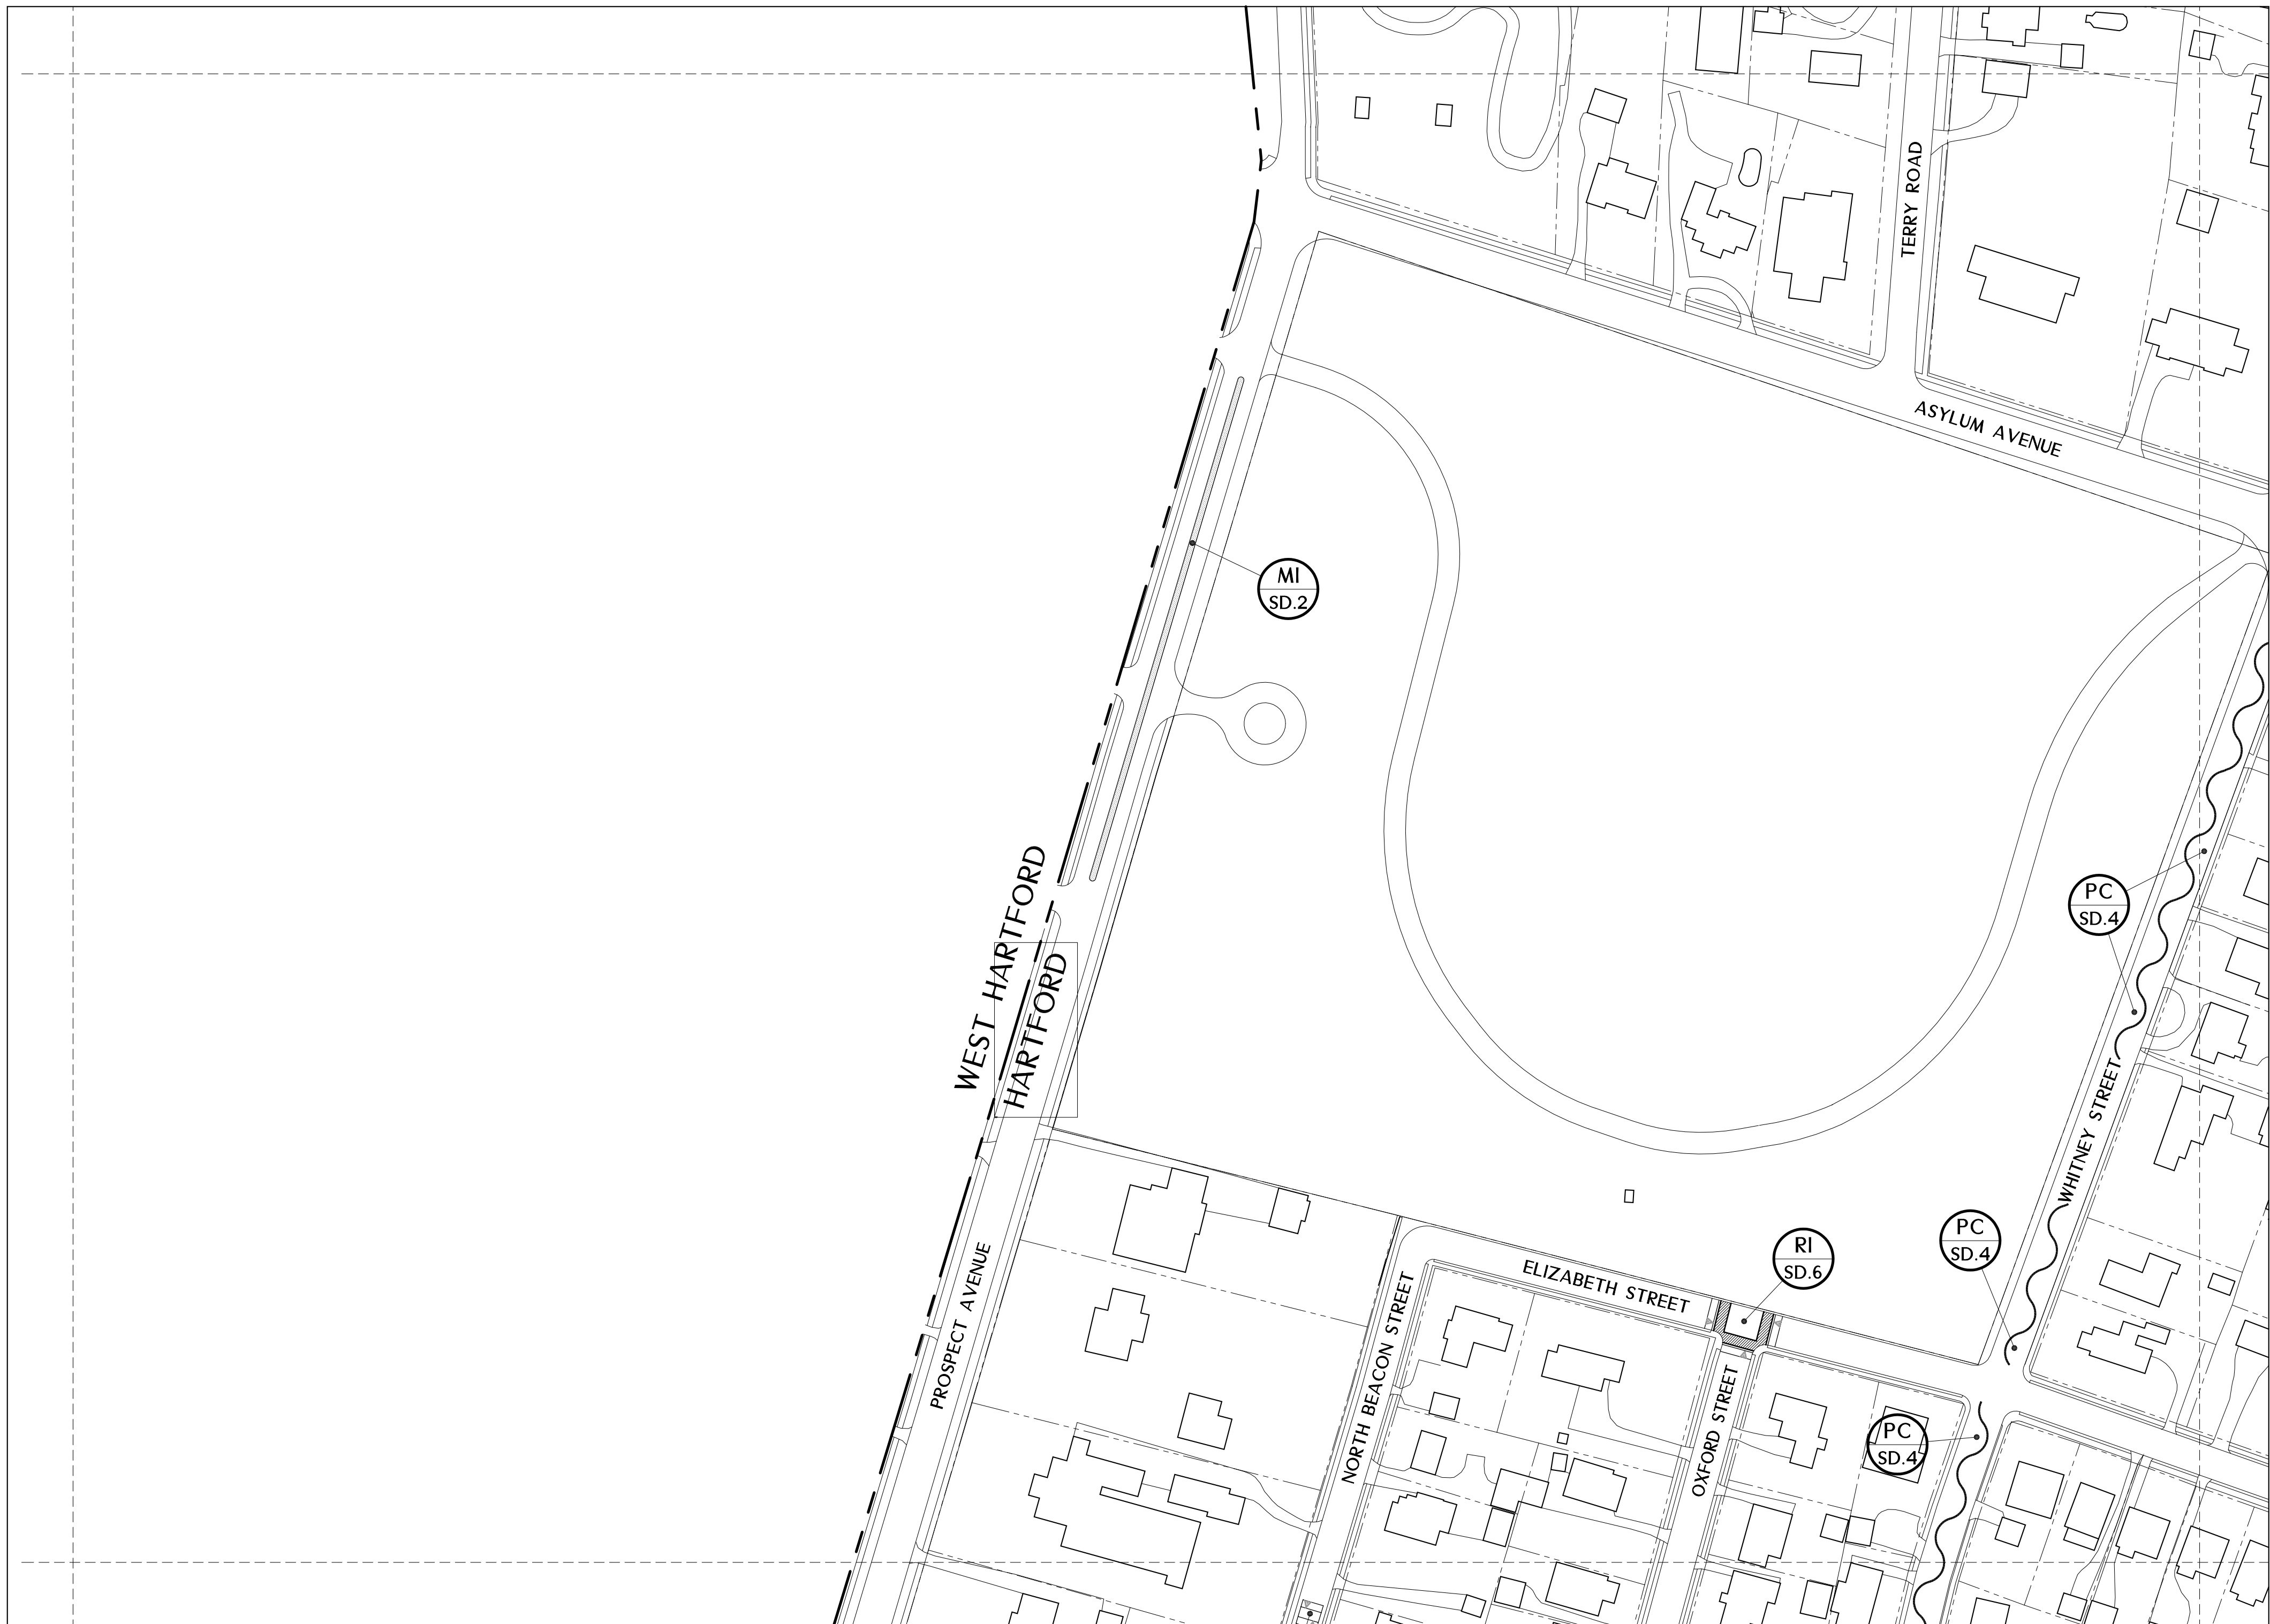 TERRY ROAD
ASYLUM AVENUE
MI
SD.2
PC
SD.4
WEST HARTFORD
HARTFORD
WHITNEY STREET
PC
SD.4
RI
SD.6
ELIZABETH STREET
PROSPECT AVENUE
NORTH BEACON STREET
OXFORD STREET
PC
SD.4